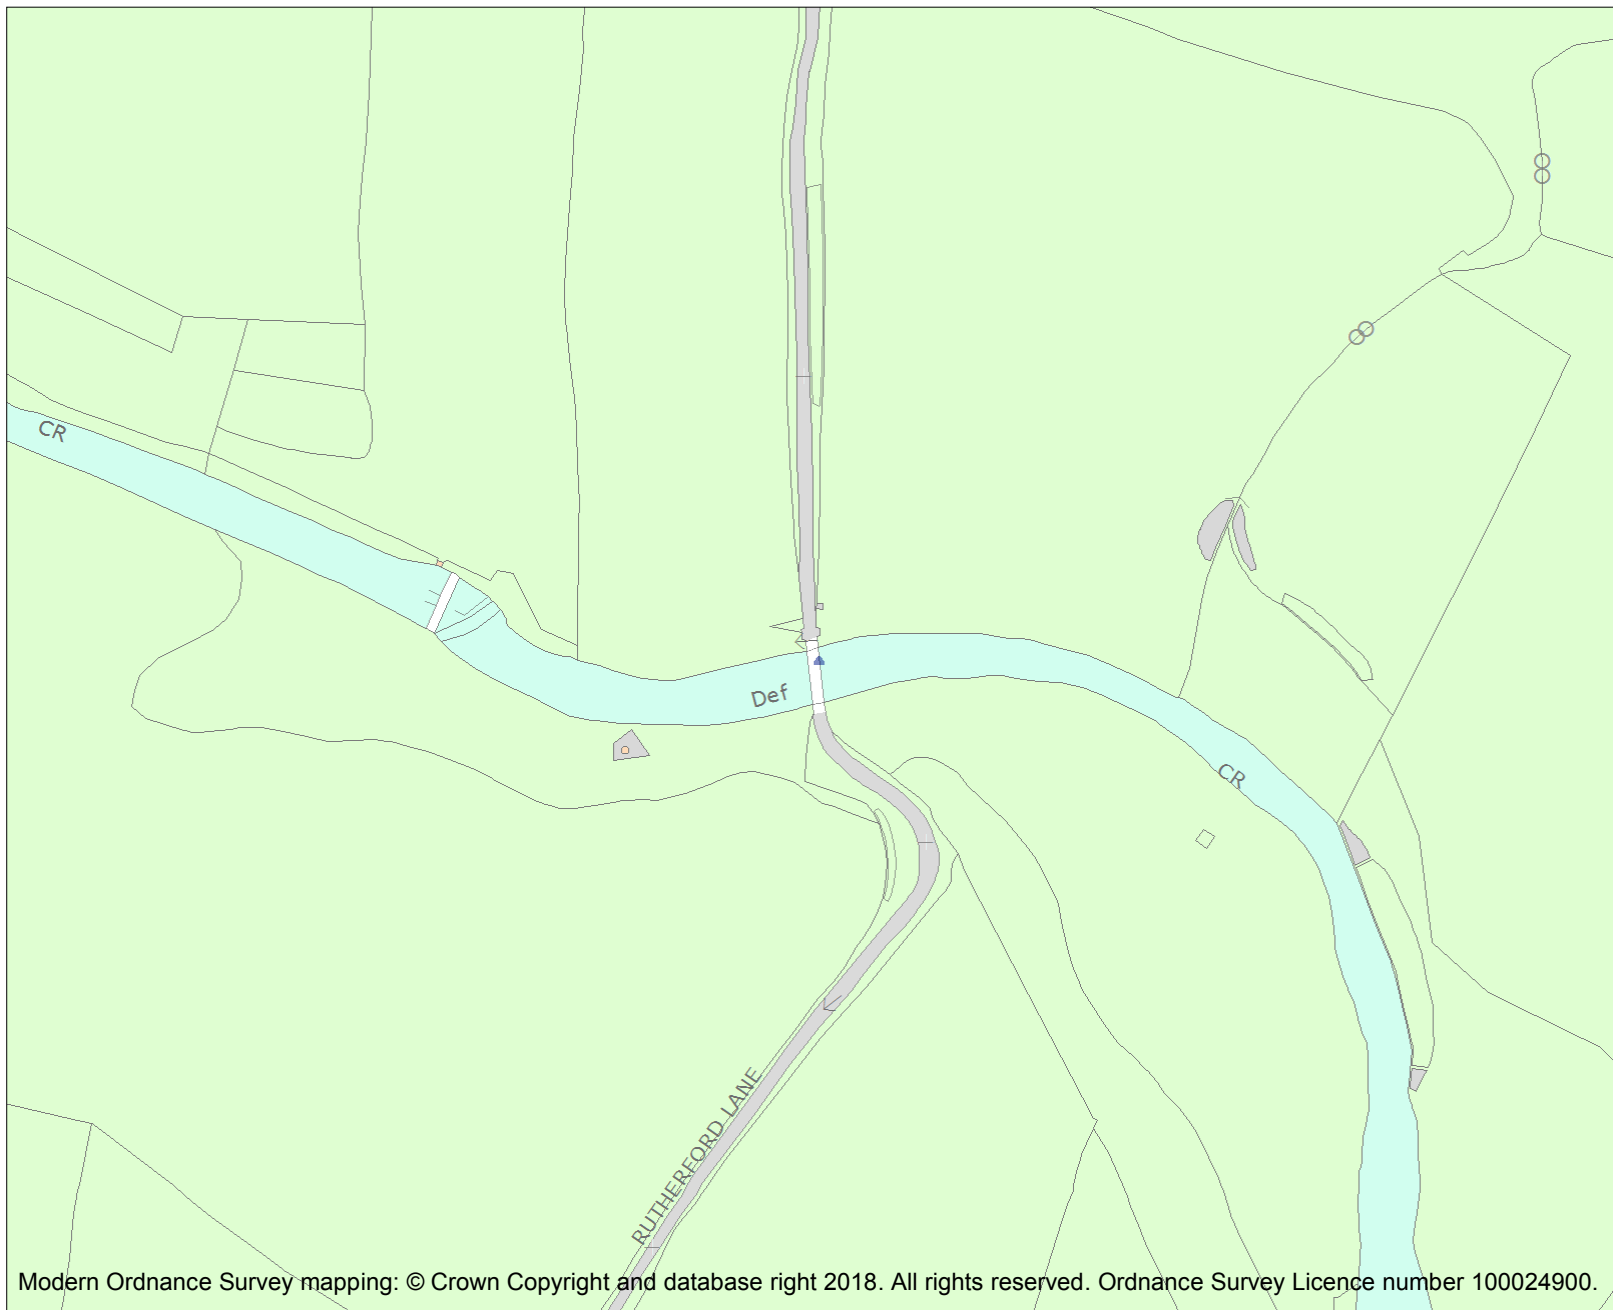 CR
Def
CR
RUTHERFORD LANE
Modern Ordnance Survey mapping: © Crown Copyright and database right 2018. All rights reserved. Ordnance Survey Licence number 100024900.